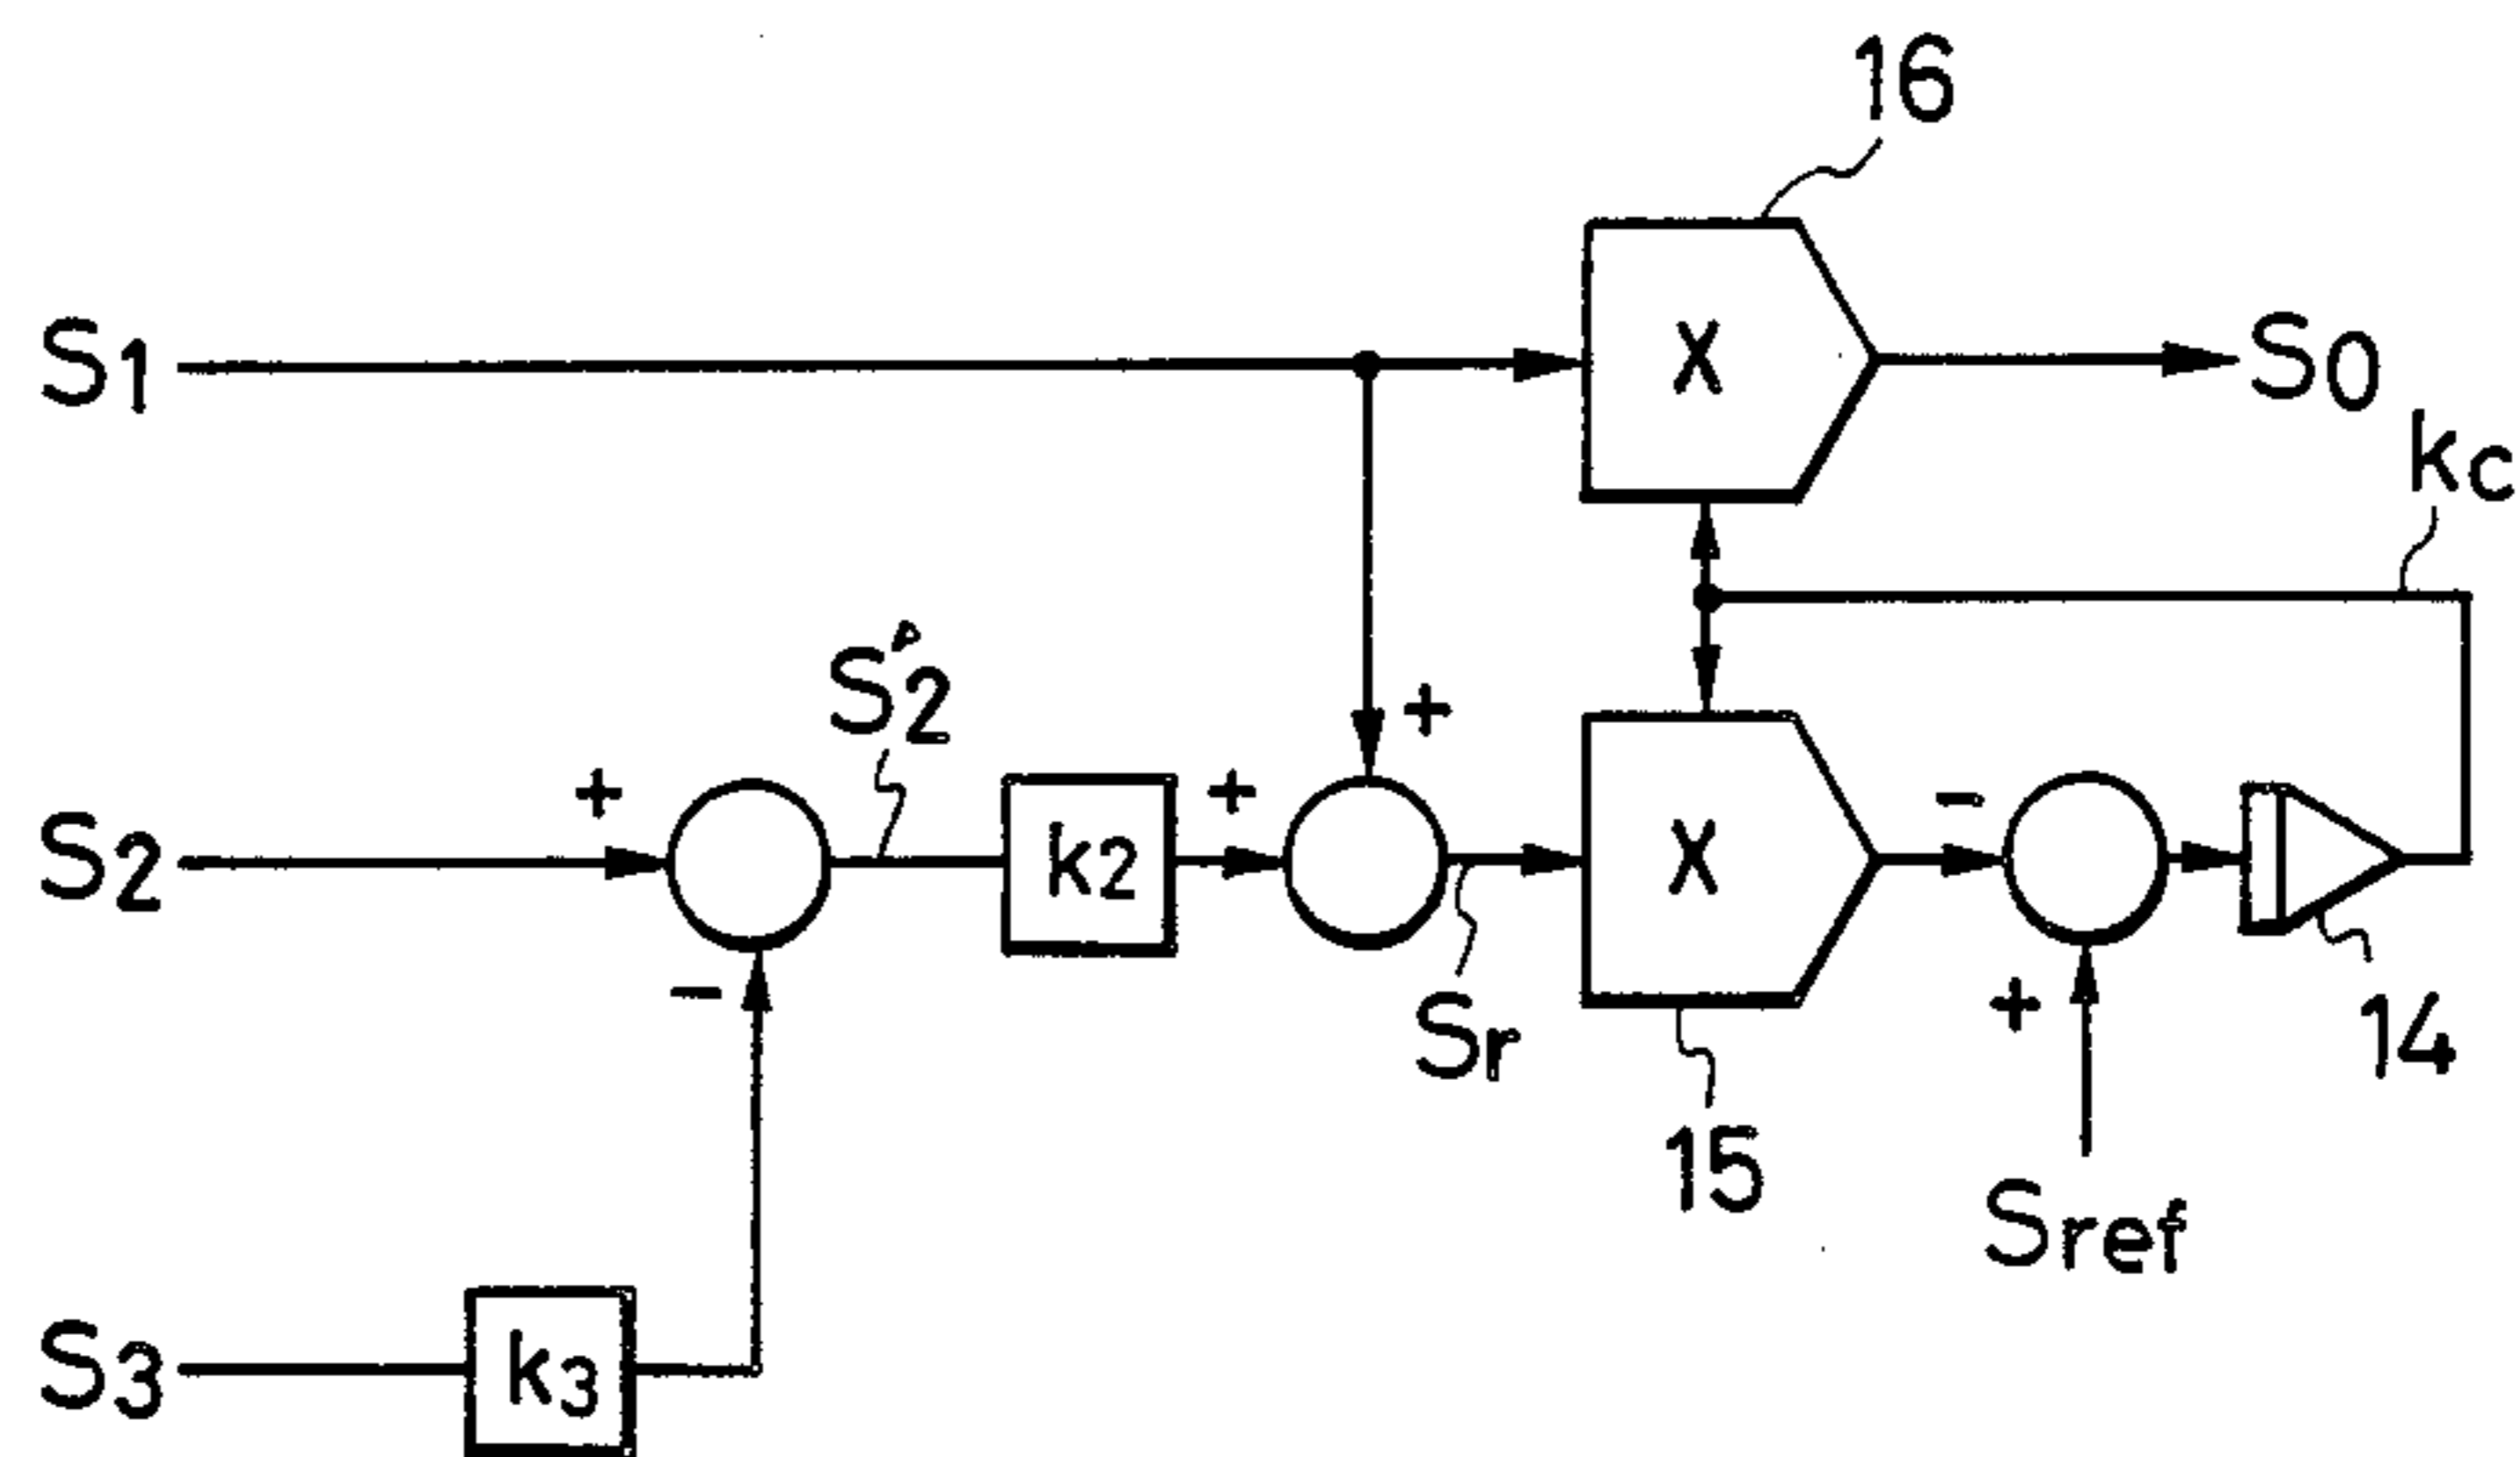 16
S1
X
S0
kc
S'2
+
+
+
-
S2
k2
X
-
Sr
+
14
15
Sref
S3
k3